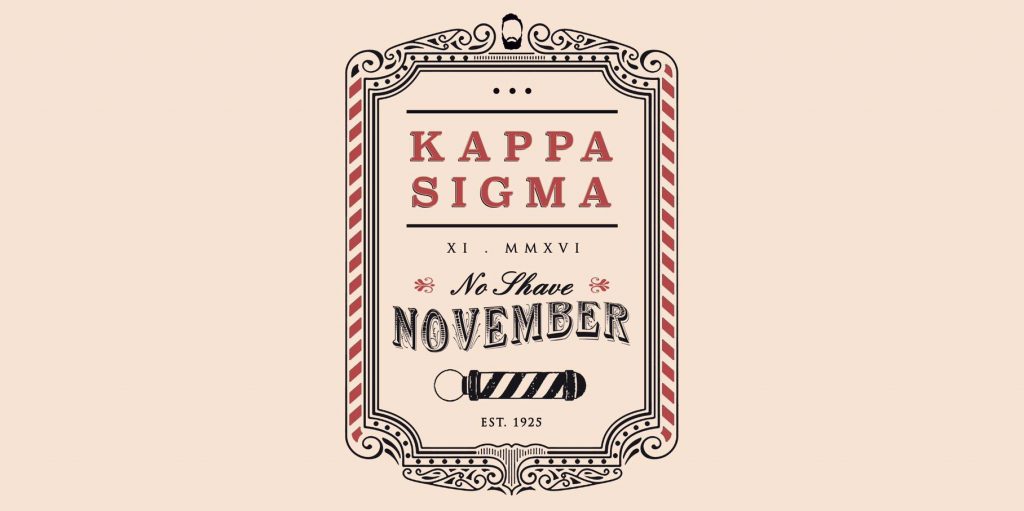 KAPPA
SIGMA
XI . MMXVI
No Shave
NOVEMBER
EST. 1925